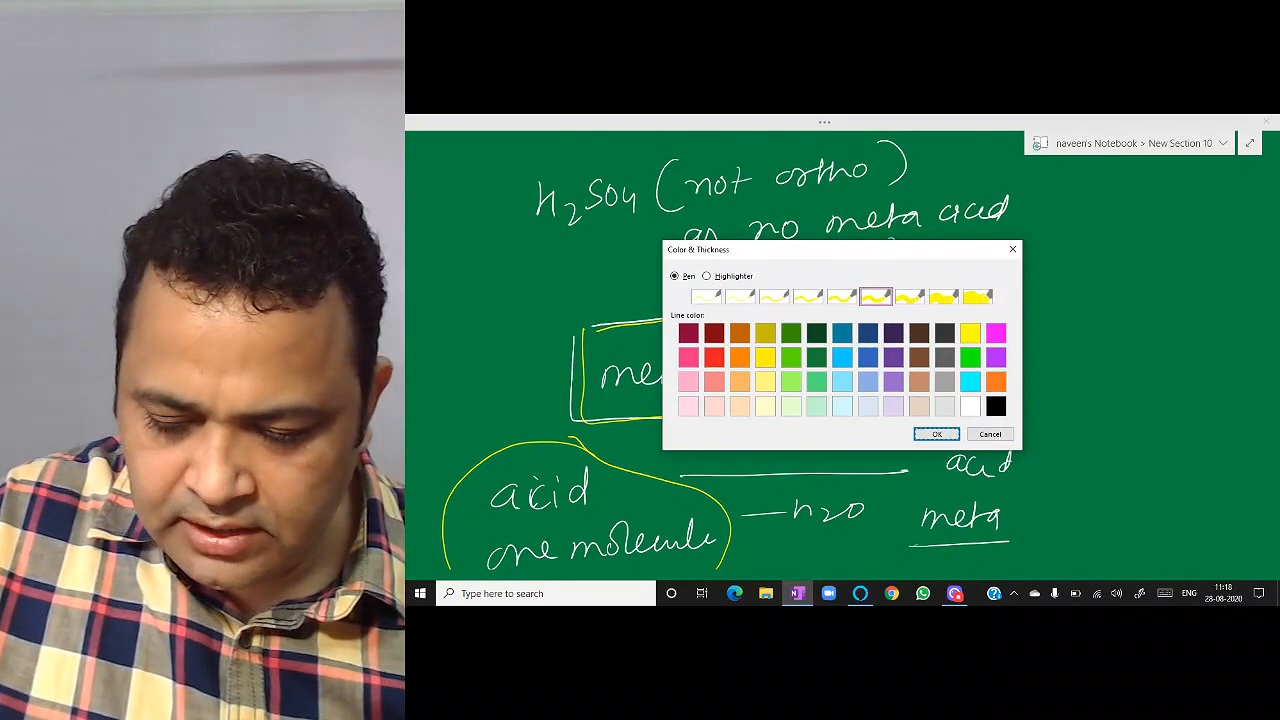 naveen's Notebook > New Section 10
H2SO4 (not ortho)
as no meta acid
Color & Thickness
Pen Highlighter
Line color:
OK Cancel
acid
acid
one molecule
—H2O
meta
Type here to search
ENG
11:18
28-08-2020